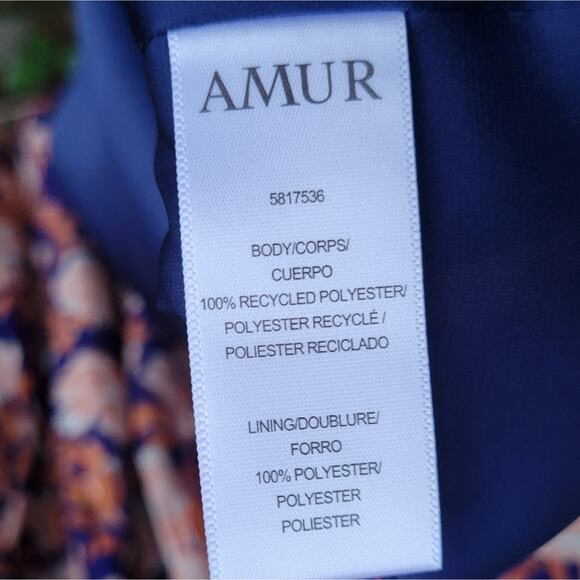 AMUR
5817536
BODY/CORPS/
CUERPO
100% RECYCLED POLYESTER/
POLYESTER RECYCLÉ /
POLIESTER RECICLADO
LINING/DOUBLURE/
FORRO
100% POLYESTER/
POLYESTER
POLIESTER